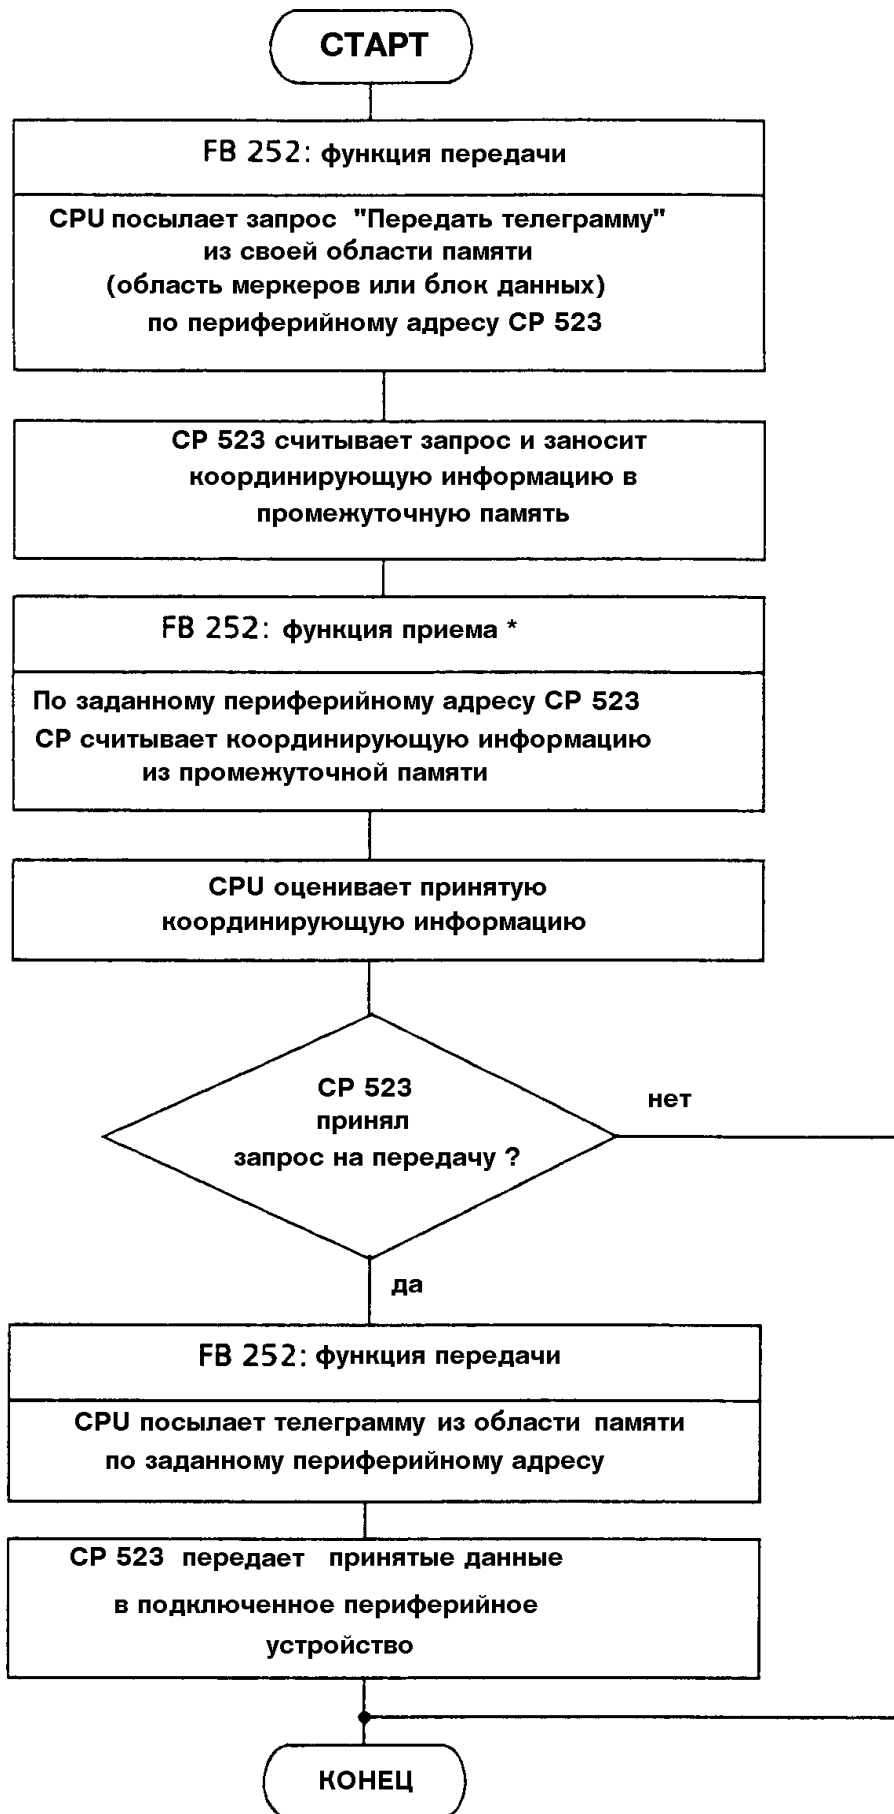 СТАРТ
FB 252: функция передачи
CPU посылает запрос "Передать телеграмму"
из своей области памяти
(область меркеров или блок данных)
по периферийному адресу CP 523
CP 523 считывает запрос и заносит
координирующую информацию в
промежуточную память
FB 252: функция приема *
По заданному периферийному адресу CP 523
CP считывает координирующую информацию
из промежуточной памяти
CPU оценивает принятую
координирующую информацию
CP 523
принял
запрос на передачу ?
нет
да
FB 252: функция передачи
CPU посылает телеграмму из области памяти
по заданному периферийному адресу
CP 523 передает принятые данные
в подключенное периферийное
устройство
КОНЕЦ